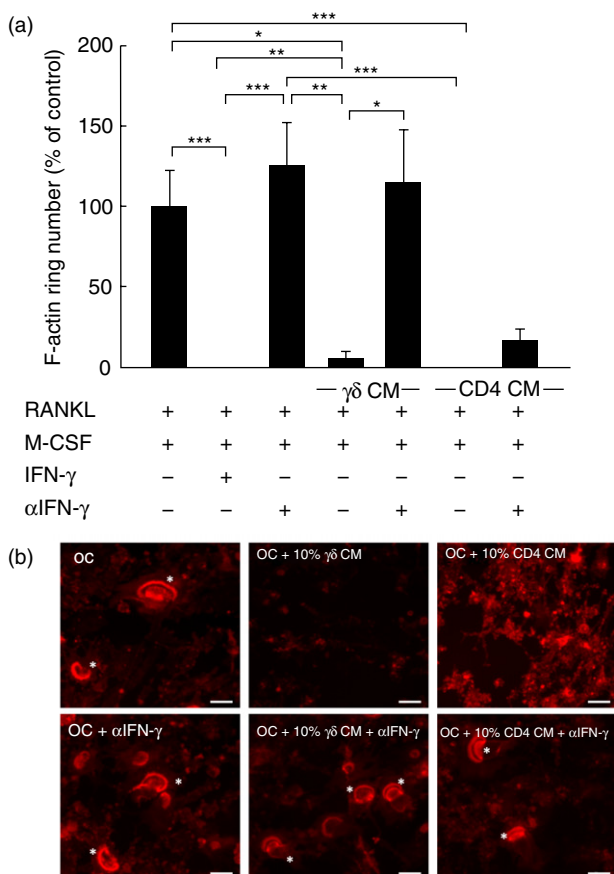 (a)
F-actin ring number (% of control)
200
150
100
50
0
***
*
**
***
***
**
*
***
γδ CM
CD4 CM
RANKL + + + + + + +
M-CSF + + + + + + +
IFN-γ – + – – – – –
αIFN-γ – – + – + – +
(b)
OC
*
*
OC + 10% γδ CM
OC + 10% CD4 CM
OC + αIFN-γ
*
*
OC + 10% γδ CM + αIFN-γ
*
*
*
OC + 10% CD4 CM + αIFN-γ
*
*